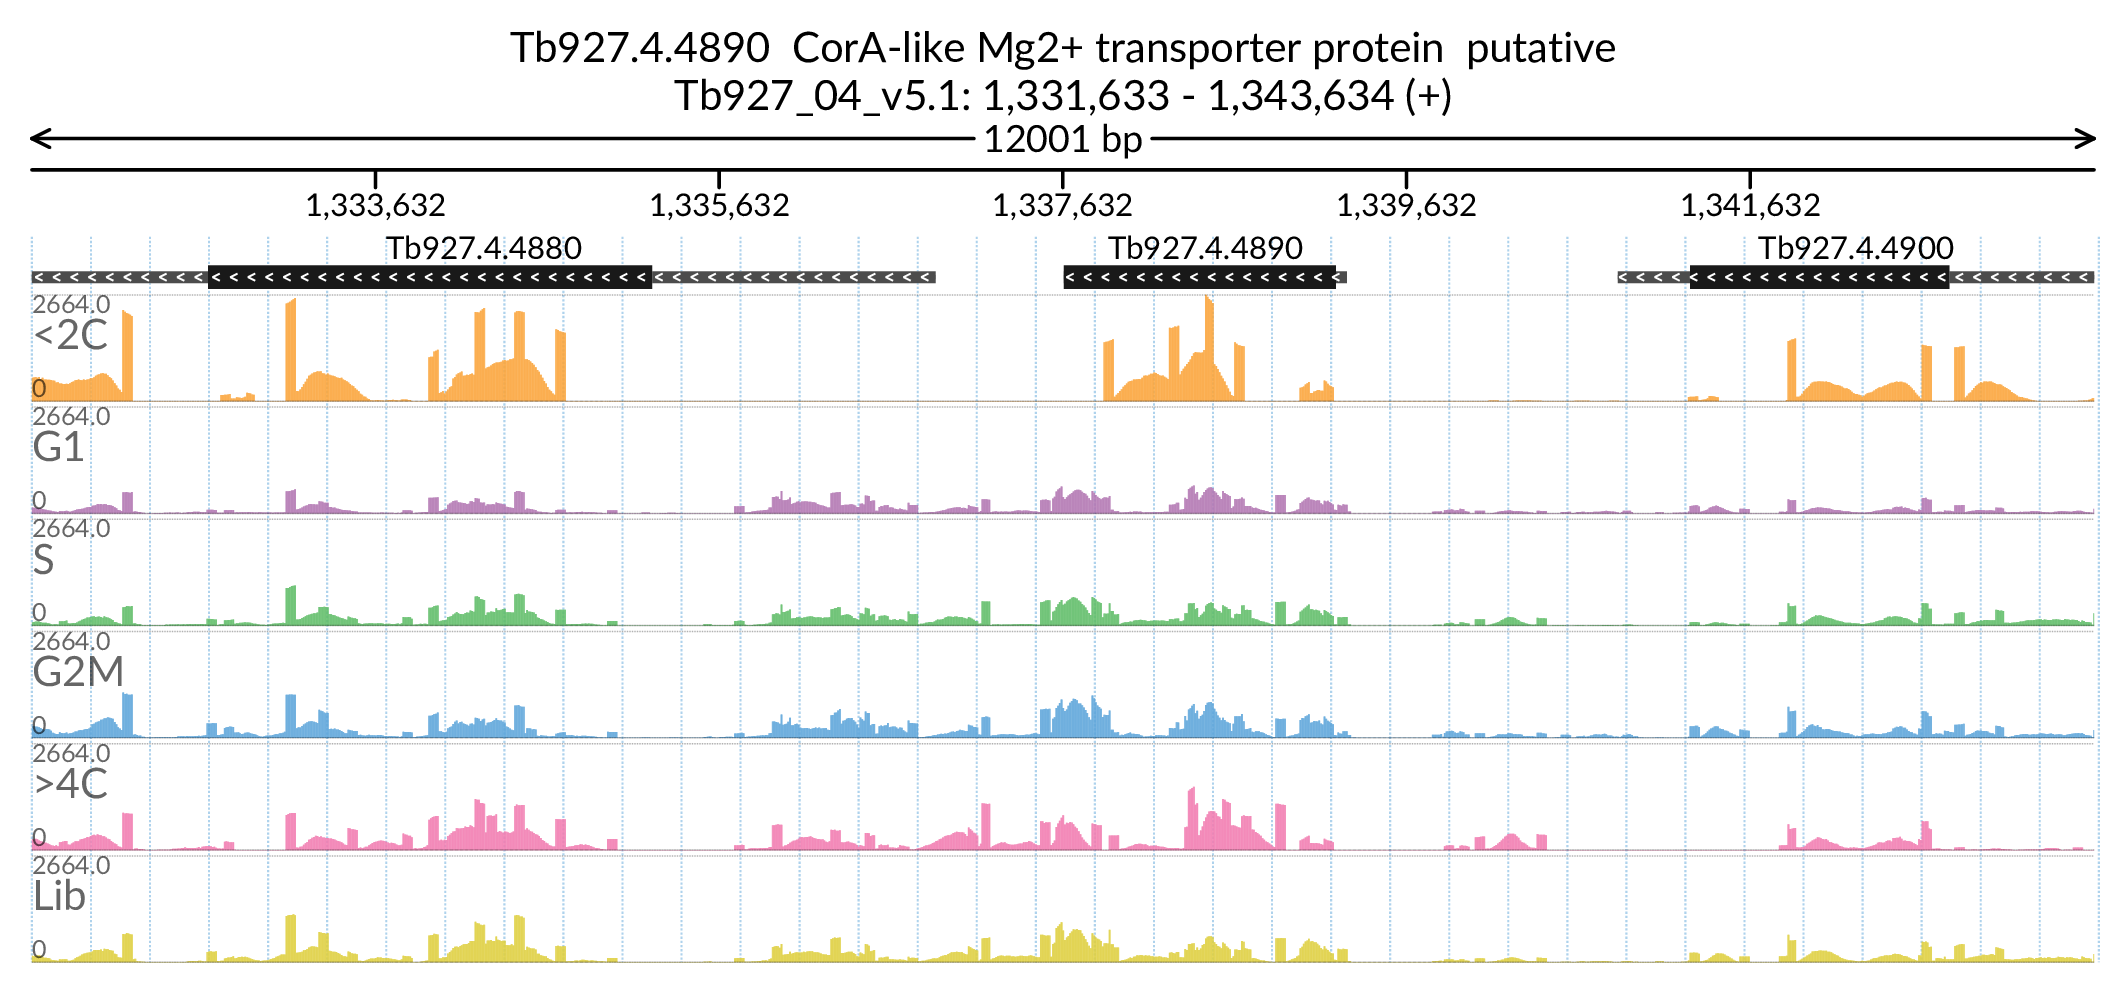 Tb927.4.4890  CorA-like Mg2+ transporter protein  putative
Tb927_04_v5.1: 1,331,633 - 1,343,634 (+)
12001 bp
1,333,632 1,335,632 1,337,632 1,339,632 1,341,632
Tb927.4.4880 Tb927.4.4890 Tb927.4.4900
2664.0
<2C
0
2664.0
G1
0
2664.0
S
0
2664.0
G2M
0
2664.0
>4C
0
2664.0
Lib
0